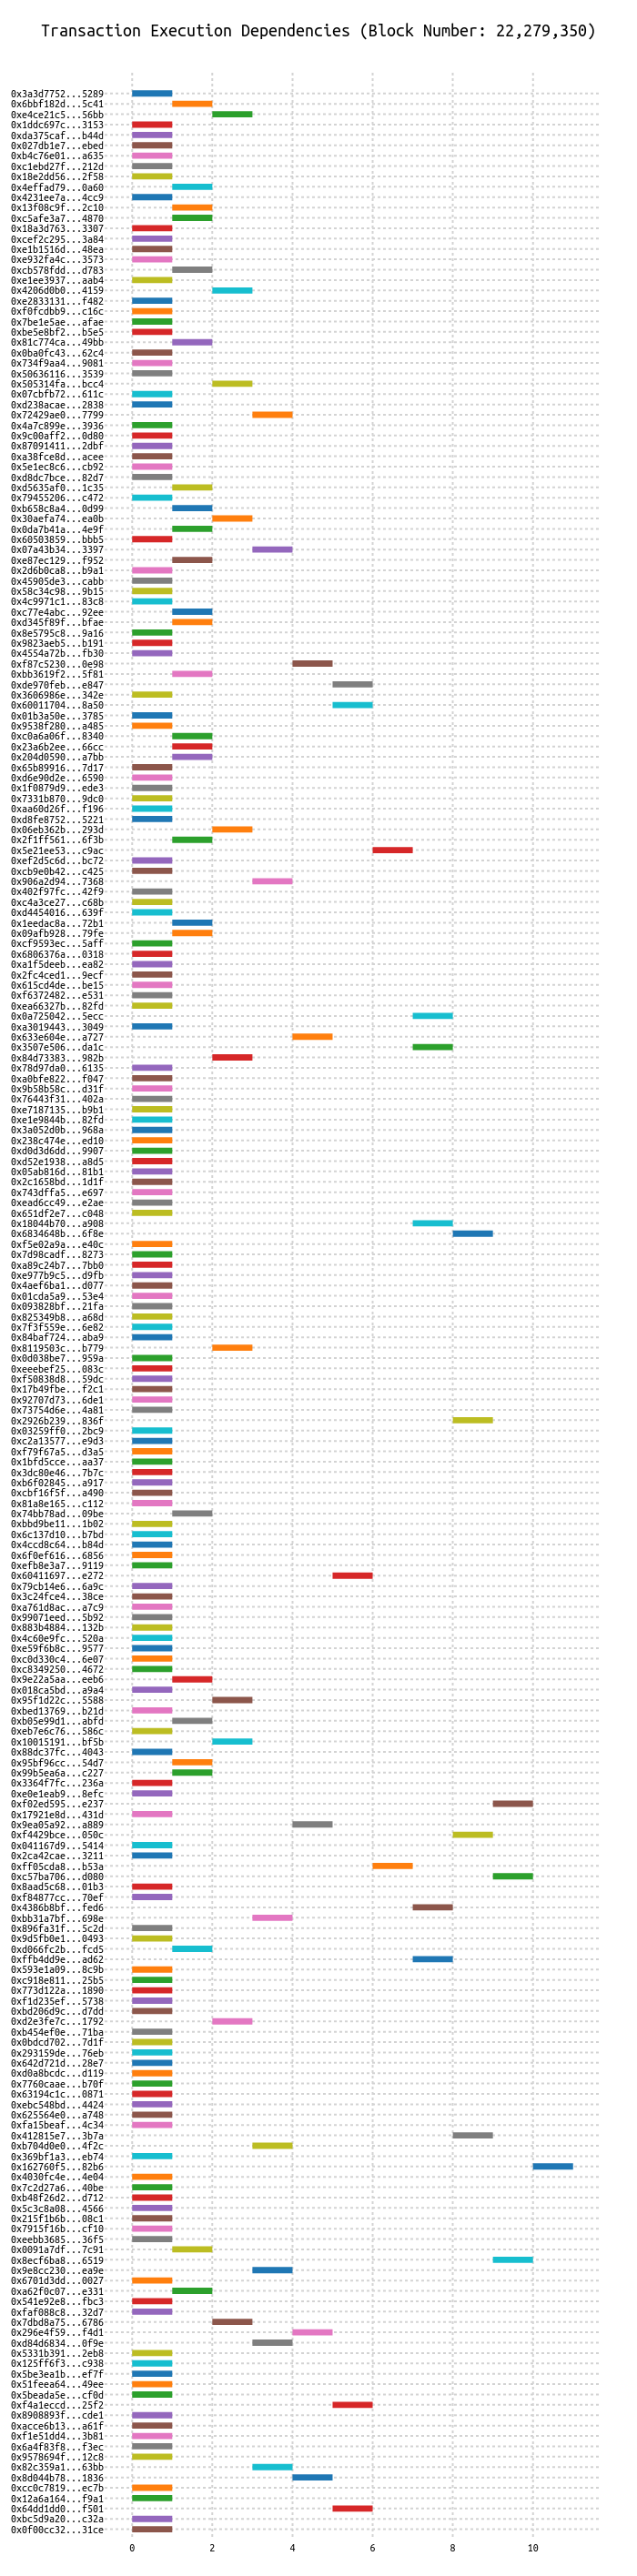 Transaction Execution Dependencies (Block Number: 22,279,350)
0x3a3d7752...5289
0x6bbf182d...5c41
0xe4ce21c5...56bb
0x1ddc697c...3153
0xda375caf...b44d
0x027db1e7...ebed
0xb4c76e01...a635
0xc1ebd27f...212d
0x18e2dd56...2f58
0x4effad79...0a60
0x4231ee7a...4cc9
0x13f08c9f...2c10
0xc5afe3a7...4870
0x18a3d763...3307
0xcef2c295...3a84
0xe1b1516d...48ea
0xe932fa4c...3573
0xcb578fdd...d783
0xe1ee3937...aab4
0x4206d0b0...4159
0xe2833131...f482
0xf0fcdbb9...c16c
0x7be1e5ae...afae
0xbe5e8bf2...b5e5
0x81c774ca...49bb
0x0ba0fc43...62c4
0x734f9aa4...9081
0x50636116...3539
0x505314fa...bcc4
0x07cbfb72...611c
0xd238acae...2838
0x72429ae0...7799
0x4a7c899e...3936
0x9c00aff2...0d80
0x87091411...2dbf
0xa38fce8d...acee
0x5e1ec8c6...cb92
0xd8dc7bce...82d7
0xd5635af0...1c35
0x79455206...c472
0xb658c8a4...0d99
0x30aefa74...ea0b
0x0da7b41a...4e9f
0x60503859...bbb5
0x07a43b34...3397
0xe87ec129...f952
0x2d6b0ca8...b9a1
0x45905de3...cabb
0x58c34c98...9b15
0x4c9971c1...83c8
0xc77e4abc...92ee
0xd345f89f...bfae
0x8e5795c8...9a16
0x9823aeb5...b191
0x4554a72b...fb30
0xf87c5230...0e98
0xbb3619f2...5f81
0xde970feb...e847
0x3606986e...342e
0x60011704...8a50
0x01b3a50e...3785
0x9538f280...a485
0xc0a6a06f...8340
0x23a6b2ee...66cc
0x204d0590...a7bb
0x65b89916...7d17
0xd6e90d2e...6590
0x1f0879d9...ede3
0x7331b870...9dc0
0xaa60d26f...f196
0xd8fe8752...5221
0x06eb362b...293d
0x2f1ff561...6f3b
0x5e21ee53...c9ac
0xef2d5c6d...bc72
0xcb9e0b42...c425
0x906a2d94...7368
0x402f97fc...42f9
0xc4a3ce27...c68b
0xd4454016...639f
0x1eedac8a...72b1
0x09afb928...79fe
0xcf9593ec...5aff
0x6806376a...0318
0xa1f5deeb...ea82
0x2fc4ced1...9ecf
0x615cd4de...be15
0xf6372482...e531
0xea66327b...82fd
0x0a725042...5ecc
0xa3019443...3049
0x633e604e...a727
0x3507e506...da1c
0x84d73383...982b
0x78d97da0...6135
0xa0bfe822...f047
0x9b58b58c...d31f
0x76443f31...402a
0xe7187135...b9b1
0xe1e9844b...82fd
0x3a052d0b...968a
0x238c474e...ed10
0xd0d3d6dd...9907
0xd52e1938...a8d5
0x05ab816d...81b1
0x2c1658bd...1d1f
0x743dffa5...e697
0xead6cc49...e2ae
0x651df2e7...c048
0x18044b70...a908
0x6834648b...6f8e
0xf5e02a9a...e40c
0x7d98cadf...8273
0xa89c24b7...7bb0
0xe977b9c5...d9fb
0x4aef6ba1...d077
0x01cda5a9...53e4
0x093828bf...21fa
0x825349b8...a68d
0x7f3f559e...6e82
0x84baf724...aba9
0x8119503c...b779
0x0d038be7...959a
0xeeebef25...083c
0xf50838d8...59dc
0x17b49fbe...f2c1
0x92707d73...6de1
0x73754d6e...4a81
0x2926b239...836f
0x03259ff0...2bc9
0xc2a13577...e9d3
0xf79f67a5...d3a5
0x1bfd5cce...aa37
0x3dc80e46...7b7c
0xb6f02845...a917
0xcbf16f5f...a490
0x81a8e165...c112
0x74bb78ad...09be
0xbbd9be11...1b02
0x6c137d10...b7bd
0x4ccd8c64...b84d
0x6f0ef616...6856
0xefb8e3a7...9119
0x60411697...e272
0x79cb14e6...6a9c
0x3c24fce4...38ce
0xa761d8ac...a7c9
0x99071eed...5b92
0x883b4884...132b
0x4c60e9fc...520a
0xe59f6b8c...9577
0xc0d330c4...6e07
0xc8349250...4672
0x9e22a5aa...eeb6
0x018ca5bd...a9a4
0x95f1d22c...5588
0xbed13769...b21d
0xb05e99d1...abfd
0xeb7e6c76...586c
0x10015191...bf5b
0x88dc37fc...4043
0x95bf96cc...54d7
0x99b5ea6a...c227
0x3364f7fc...236a
0xe0e1eab9...8efc
0xf02ed595...e237
0x17921e8d...431d
0x9ea05a92...a889
0xf4429bce...050c
0x041167d9...5414
0x2ca42cae...3211
0xff05cda8...b53a
0xc57ba706...d080
0x8aad5c68...01b3
0xf84877cc...70ef
0x4386b8bf...fed6
0xbb31a7bf...698e
0x896fa31f...5c2d
0x9d5fb0e1...0493
0xd066fc2b...fcd5
0xffb4dd9e...ad62
0x593e1a09...8c9b
0xc918e811...25b5
0x773d122a...1890
0xf1d235ef...5738
0xbd206d9c...d7dd
0xd2e3fe7c...1792
0xb454ef0e...71ba
0x0bdcd702...7d1f
0x293159de...76eb
0x642d721d...28e7
0xd0a8bcdc...d119
0x7760caae...b70f
0x63194c1c...0871
0xebc548bd...4424
0x625564e0...a748
0xfa15beaf...4c34
0x412815e7...3b7a
0xb704d0e0...4f2c
0x369bf1a3...eb74
0x162760f5...82b6
0x4030fc4e...4e04
0x7c2d27a6...40be
0xb48f26d2...d712
0x5c3c8a08...4566
0x215f1b6b...08c1
0x7915f16b...cf10
0xeebb3685...36f5
0x0091a7df...7c91
0x8ecf6ba8...6519
0x9e8cc230...ea9e
0x6701d3dd...0027
0xa62f0c07...e331
0x541e92e8...fbc3
0xfaf088c8...32d7
0x7dbd8a75...6786
0x296e4f59...f4d1
0xd84d6834...0f9e
0x5331b391...2eb8
0x125ff6f3...c938
0x5be3ea1b...ef7f
0x51feea64...49ee
0x5beada5e...cf0d
0xf4a1eccd...25f2
0x8908893f...cde1
0xacce6b13...a61f
0xf1e51dd4...3b81
0x6a4f83f8...f3ec
0x9578694f...12c8
0x82c359a1...63bb
0x8d044b78...1836
0xcc0c7819...ec7b
0x12a6a164...f9a1
0x64dd1dd0...f501
0xbc5d9a20...c32a
0x0f00cc32...31ce
0 2 4 6 8 10